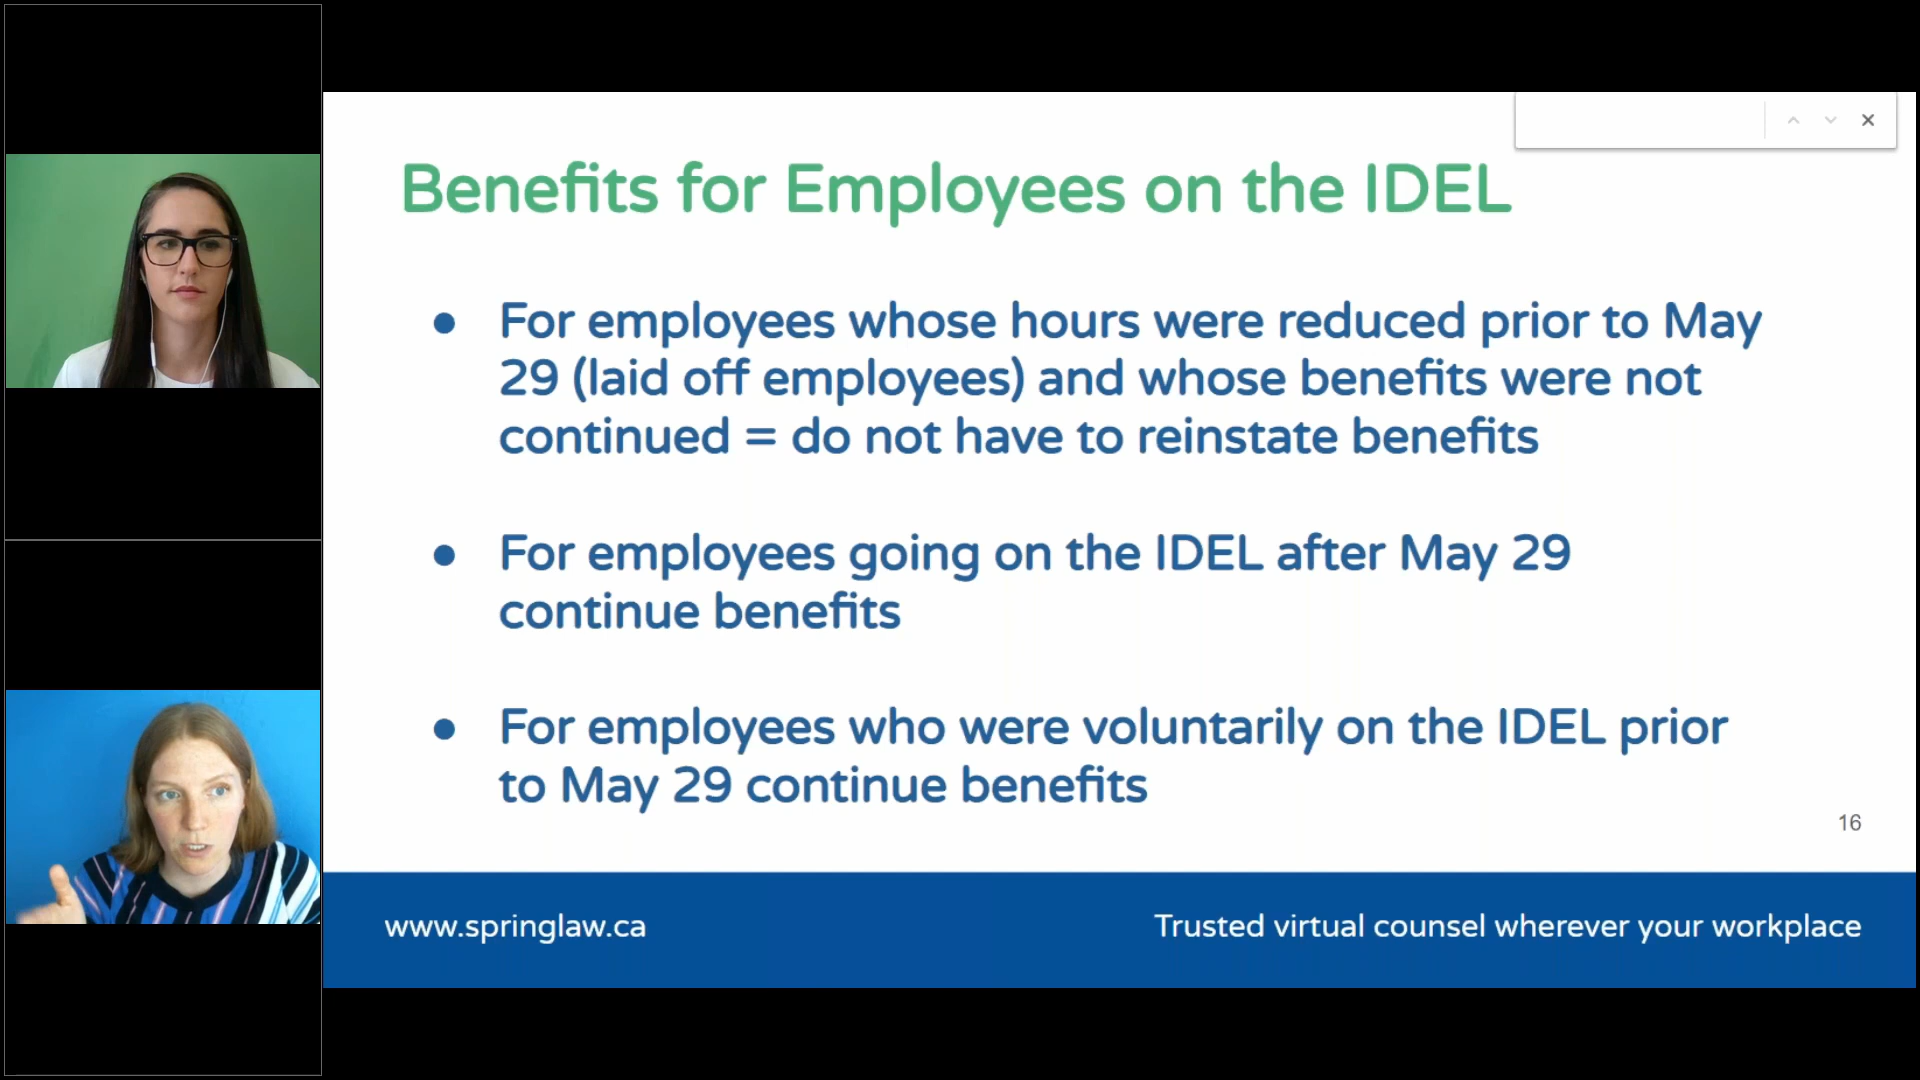 Benefits for Employees on the IDEL
● For employees whose hours were reduced prior to May
29 (laid off employees) and whose benefits were not
continued = do not have to reinstate benefits
● For employees going on the IDEL after May 29
continue benefits
● For employees who were voluntarily on the IDEL prior
to May 29 continue benefits
16
www.springlaw.ca
Trusted virtual counsel wherever your workplace